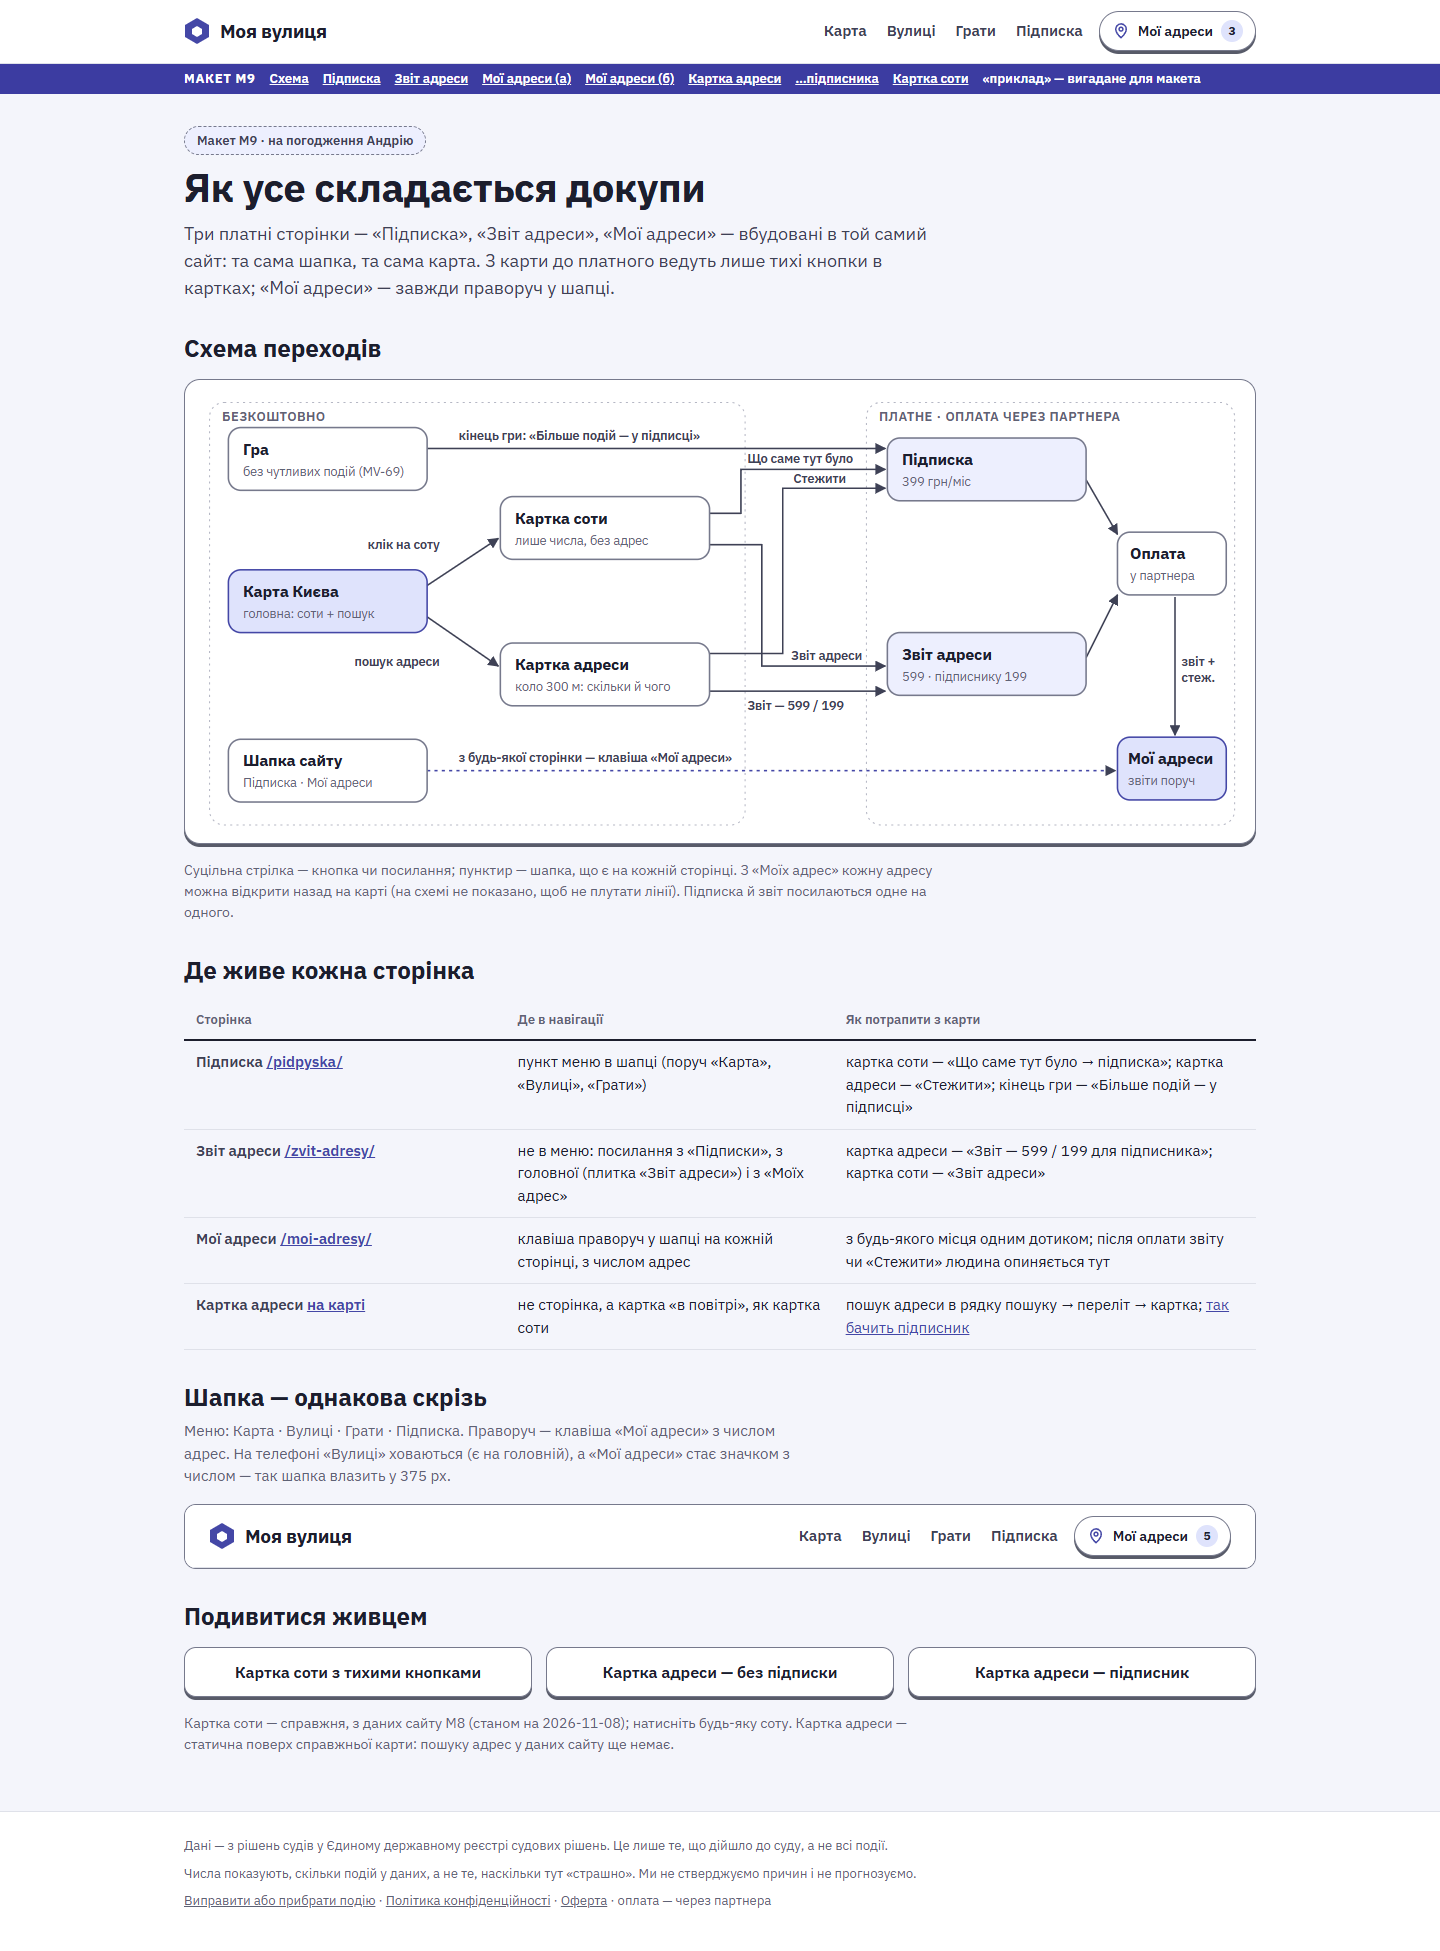 Моя вулиця
Карта Вулиці Грати Підписка Мої адреси 3
МАКЕТ М9 Схема Підписка Звіт адреси Мої адреси (а) Мої адреси (б) Картка адреси …підписника Картка соти «приклад» — вигадане для макета
Макет М9 · на погодження Андрію
Як усе складається докупи
Три платні сторінки — «Підписка», «Звіт адреси», «Мої адреси» — вбудовані в той самий
сайт: та сама шапка, та сама карта. З карти до платного ведуть лише тихі кнопки в
картках; «Мої адреси» — завжди праворуч у шапці.
Схема переходів
БЕЗКОШТОВНО
ПЛАТНЕ · ОПЛАТА ЧЕРЕЗ ПАРТНЕРА
Гра
без чутливих подій (MV-69)
кінець гри: «Більше подій — у підписці»
Що саме тут було
Стежити
Підписка
399 грн/міс
Картка соти
лише числа, без адрес
клік на соту
Оплата
у партнера
Карта Києва
головна: соти + пошук
пошук адреси
Картка адреси
коло 300 м: скільки й чого
Звіт адреси
Звіт — 599 / 199
Звіт адреси
599 · підписнику 199
звіт +
стеж.
Шапка сайту
Підписка · Мої адреси
з будь-якої сторінки — клавіша «Мої адреси»
Мої адреси
звіти поруч
Суцільна стрілка — кнопка чи посилання; пунктир — шапка, що є на кожній сторінці. З «Моїх адрес» кожну адресу
можна відкрити назад на карті (на схемі не показано, щоб не плутати лінії). Підписка й звіт посилаються одне на
одного.
Де живе кожна сторінка
Сторінка Де в навігації Як потрапити з карти
Підписка /pidpyska/
пункт меню в шапці (поруч «Карта»,
«Вулиці», «Грати»)
картка соти — «Що саме тут було → підписка»; картка
адреси — «Стежити»; кінець гри — «Більше подій — у
підписці»
Звіт адреси /zvit-adresy/
не в меню: посилання з «Підписки», з
головної (плитка «Звіт адреси») і з «Моїх
адрес»
картка адреси — «Звіт — 599 / 199 для підписника»;
картка соти — «Звіт адреси»
Мої адреси /moi-adresy/
клавіша праворуч у шапці на кожній
сторінці, з числом адрес
з будь-якого місця одним дотиком; після оплати звіту
чи «Стежити» людина опиняється тут
Картка адреси на карті
не сторінка, а картка «в повітрі», як картка
соти
пошук адреси в рядку пошуку → переліт → картка; так
бачить підписник
Шапка — однакова скрізь
Меню: Карта · Вулиці · Грати · Підписка. Праворуч — клавіша «Мої адреси» з числом
адрес. На телефоні «Вулиці» ховаються (є на головній), а «Мої адреси» стає значком з
числом — так шапка влазить у 375 px.
Моя вулиця
Карта Вулиці Грати Підписка Мої адреси 5
Подивитися живцем
Картка соти з тихими кнопками
Картка адреси — без підписки
Картка адреси — підписник
Картка соти — справжня, з даних сайту М8 (станом на 2026-11-08); натисніть будь-яку соту. Картка адреси —
статична поверх справжньої карти: пошуку адрес у даних сайту ще немає.
Дані — з рішень судів у Єдиному державному реєстрі судових рішень. Це лише те, що дійшло до суду, а не всі події.
Числа показують, скільки подій у даних, а не те, наскільки тут «страшно». Ми не стверджуємо причин і не прогнозуємо.
Виправити або прибрати подію · Політика конфіденційності · Оферта · оплата — через партнера